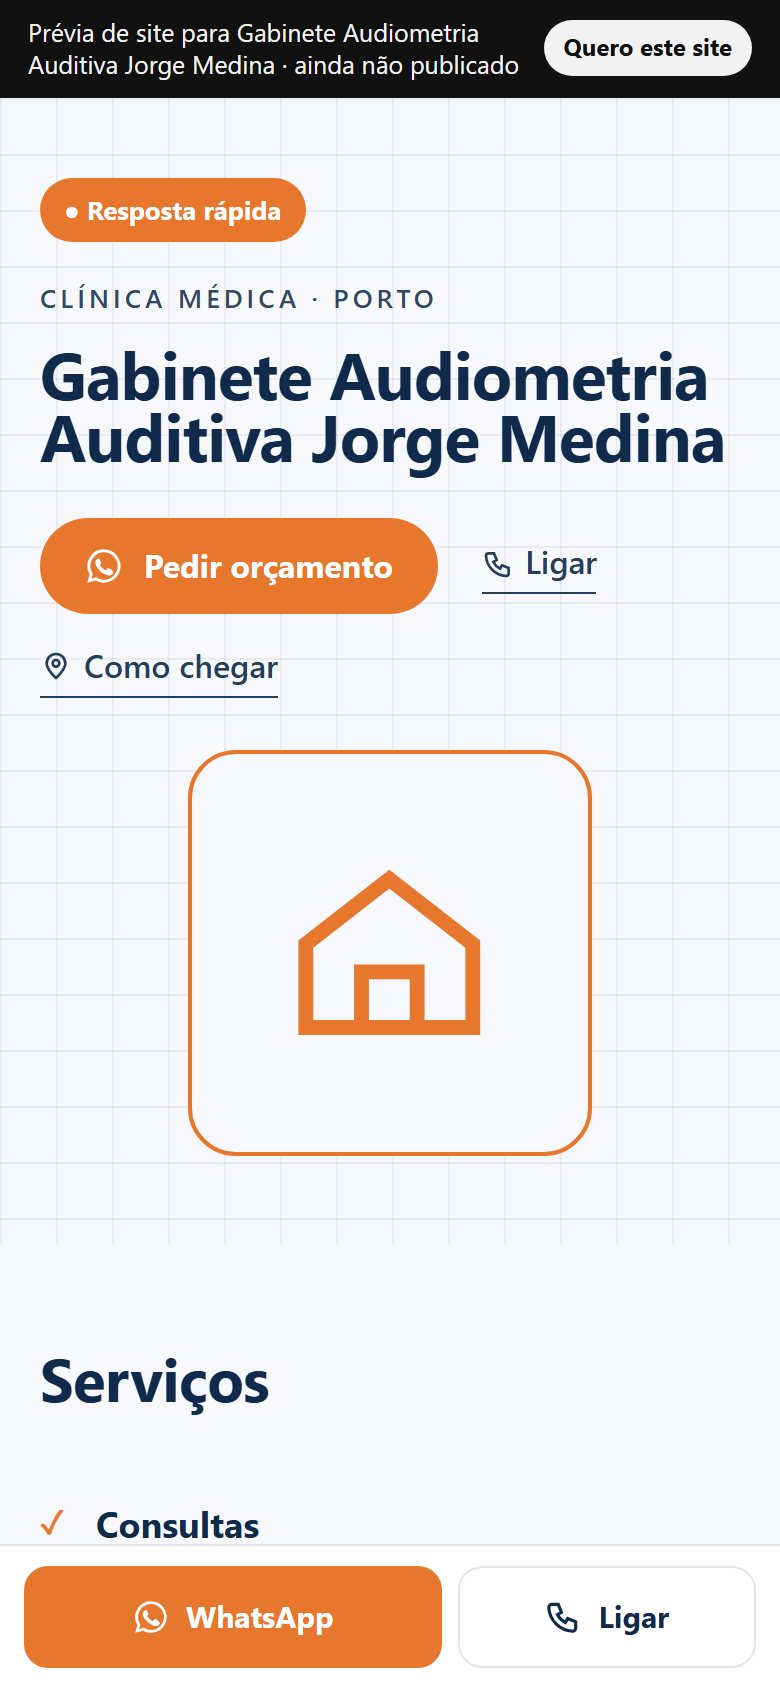 Prévia de site para Gabinete Audiometria
Auditiva Jorge Medina · ainda não publicado
Quero este site
Resposta rápida
CLÍNICA MÉDICA · PORTO
Gabinete Audiometria
Auditiva Jorge Medina
Pedir orçamento
Ligar
Como chegar
Serviços
✓ Consultas
WhatsApp
Ligar